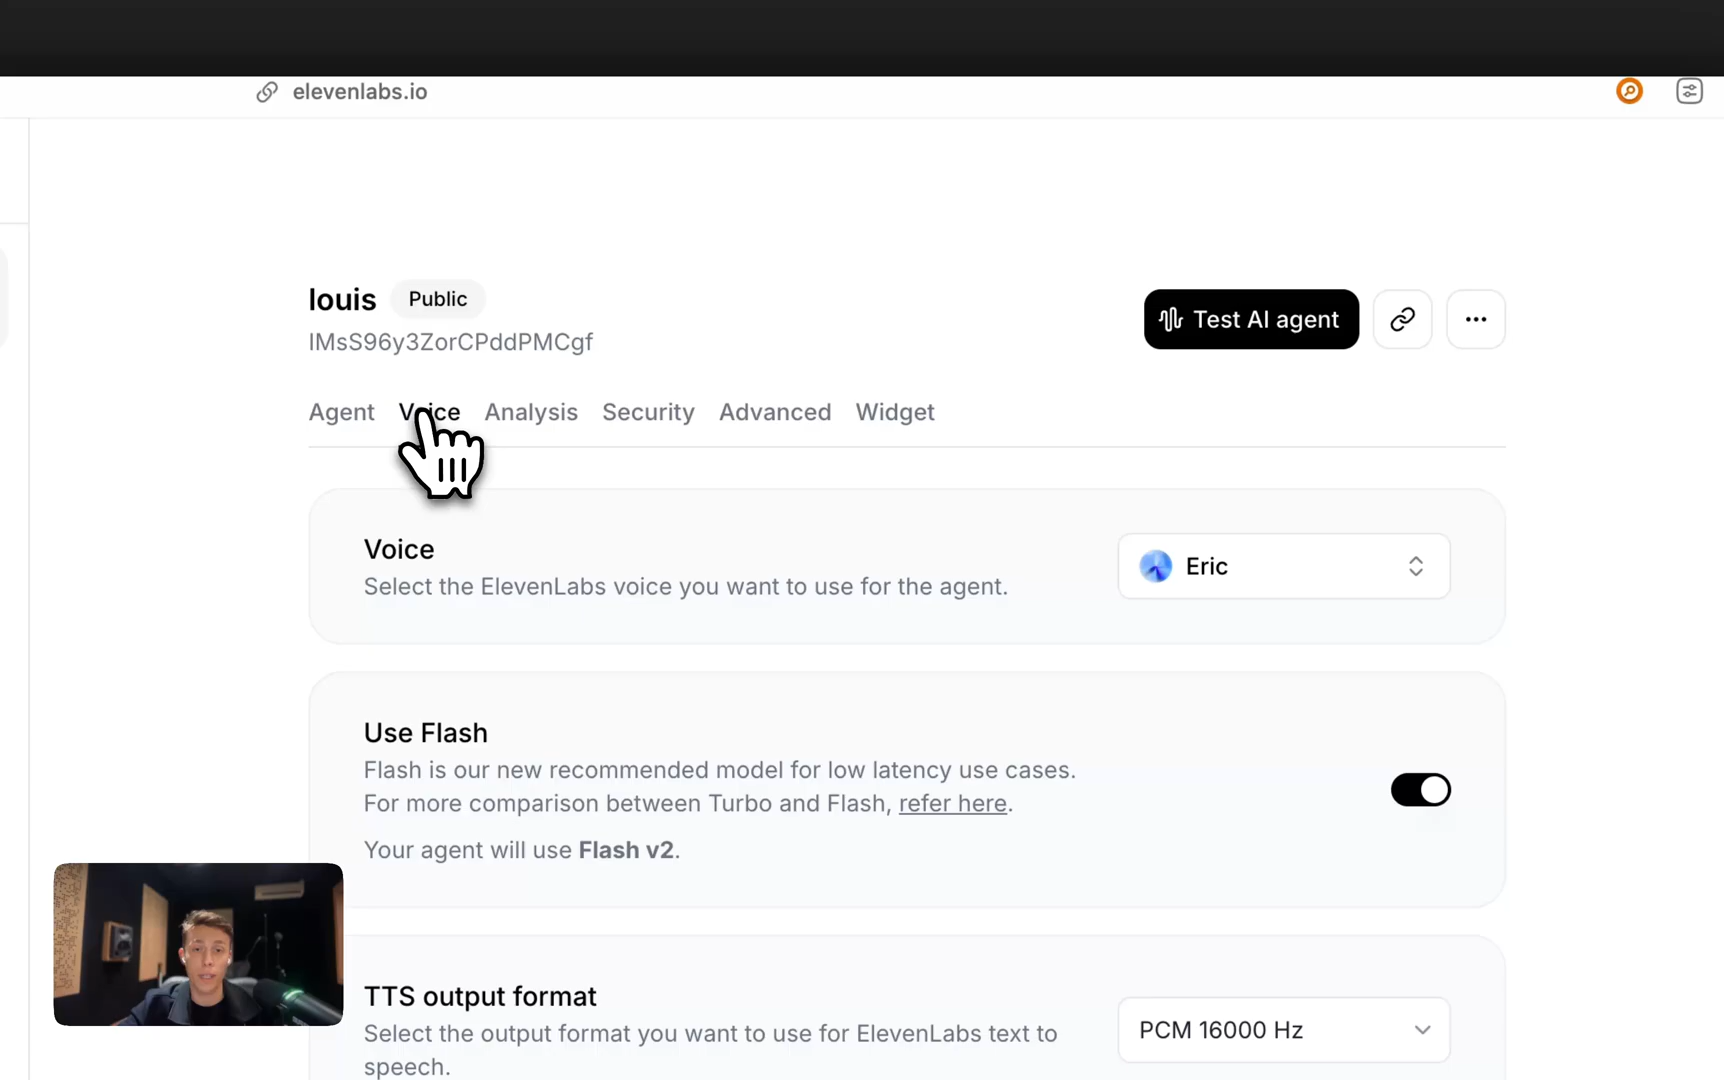 elevenlabs.io
louis Public
IMsS96y3ZorCPddPMCgf
Test AI agent
Agent Voice Analysis Security Advanced Widget
Voice
Select the ElevenLabs voice you want to use for the agent.
Eric
Use Flash
Flash is our new recommended model for low latency use cases.
For more comparison between Turbo and Flash, refer here.
Your agent will use Flash v2.
TTS output format
Select the output format you want to use for ElevenLabs text to
speech.
PCM 16000 Hz